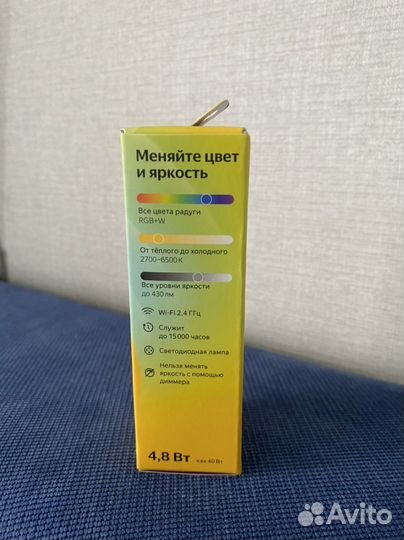 Меняйте цвет
и яркость
Все цвета радуги
RGB+W
От тёплого до холодного
2700–6500 К
Все уровни яркости
до 430 лм
Wi-Fi 2,4 ГГц
Служит
до 15 000 часов
Светодиодная лампа
Нельзя менять
яркость с помощью
диммера
4,8 Вт как 40 Вт
Avito